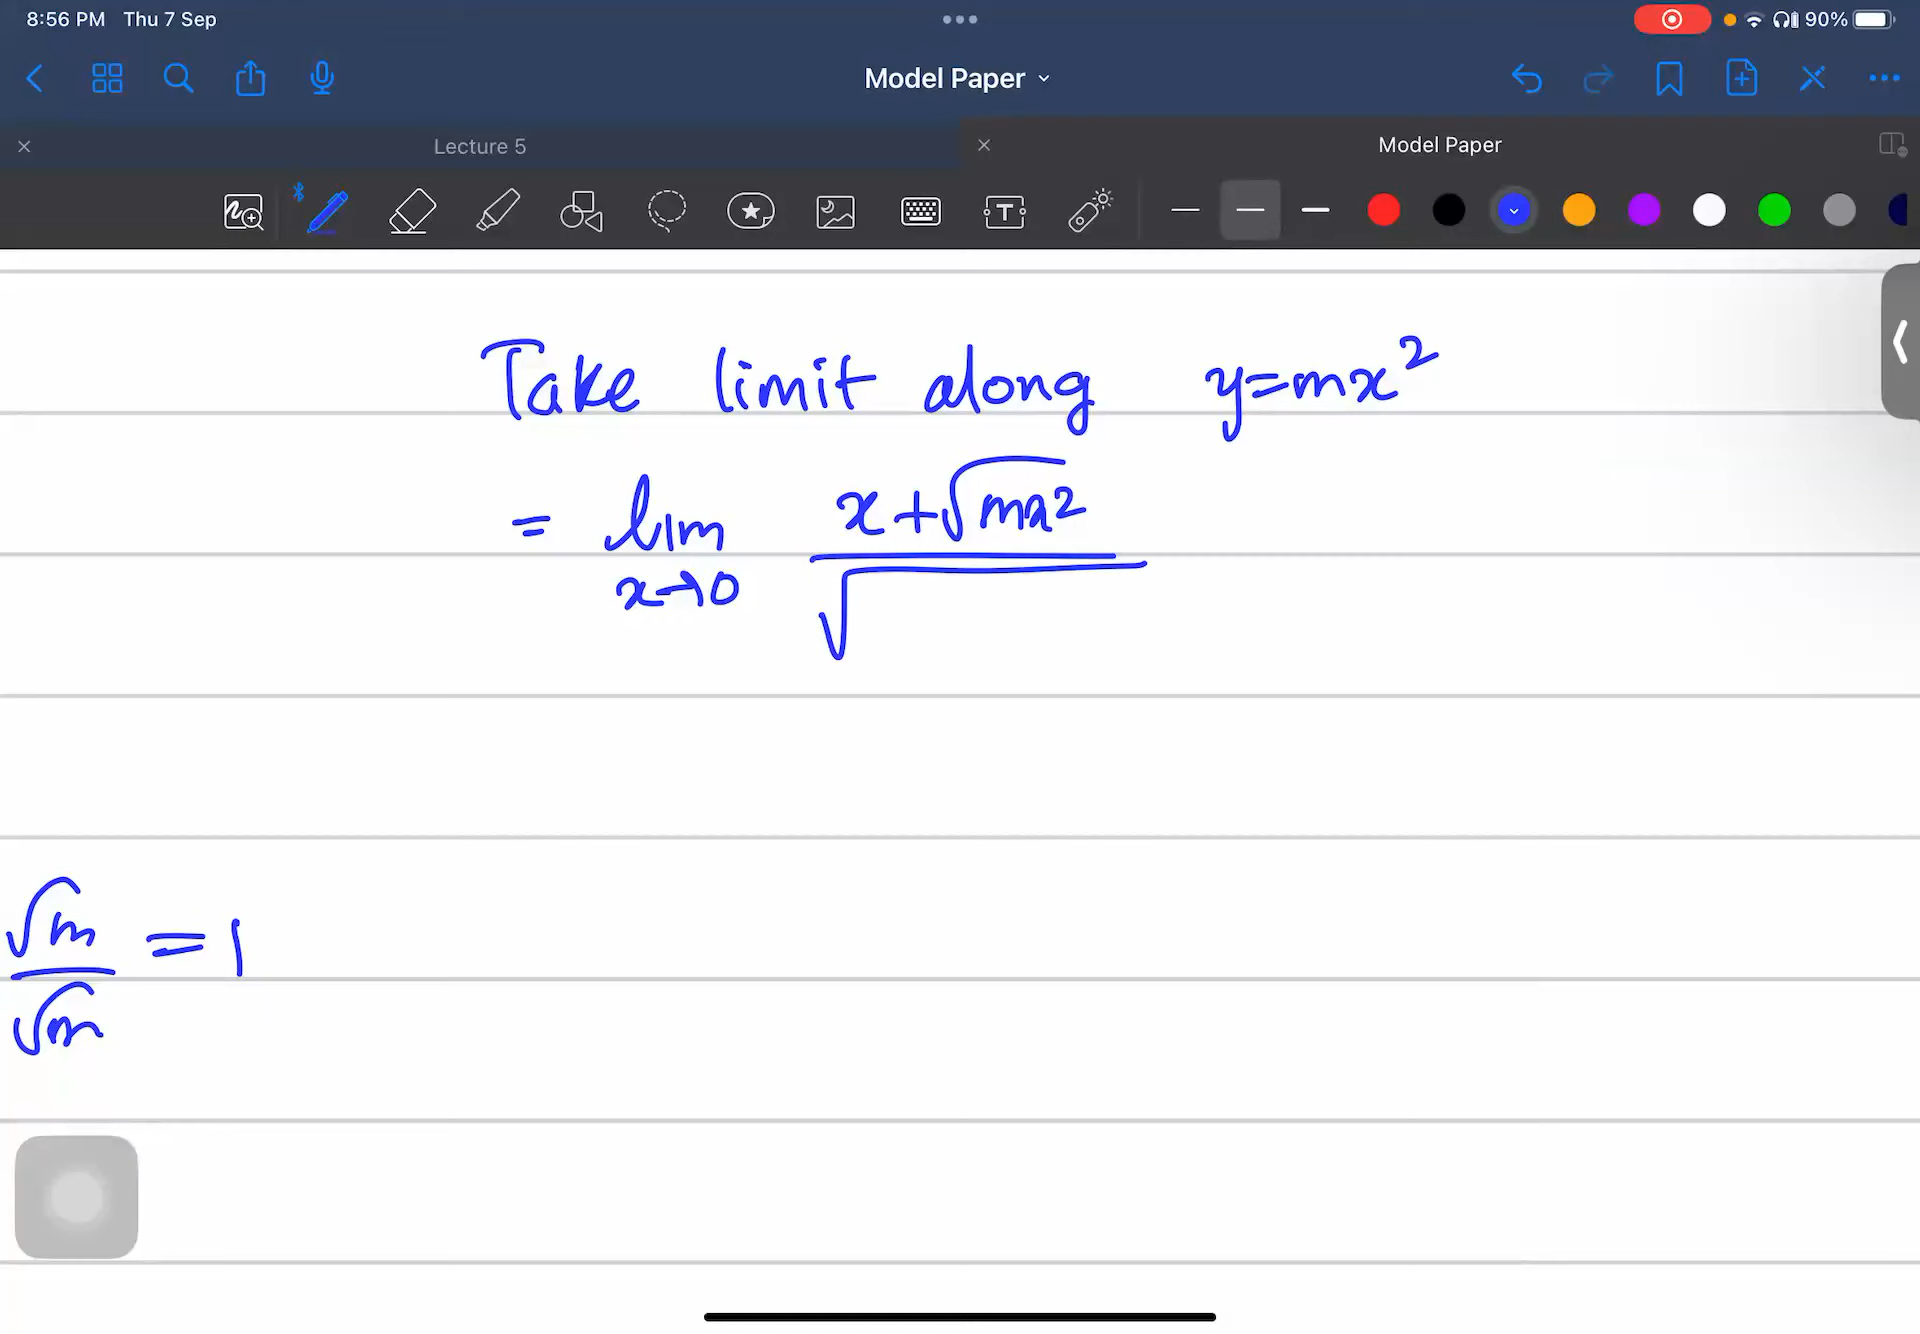 8:56 PM Thu 7 Sep 90%
Model Paper
Lecture 5 Model Paper
Take limit along y=mx²
= lim x→0 x+√mx² / √
√m / √m = 1